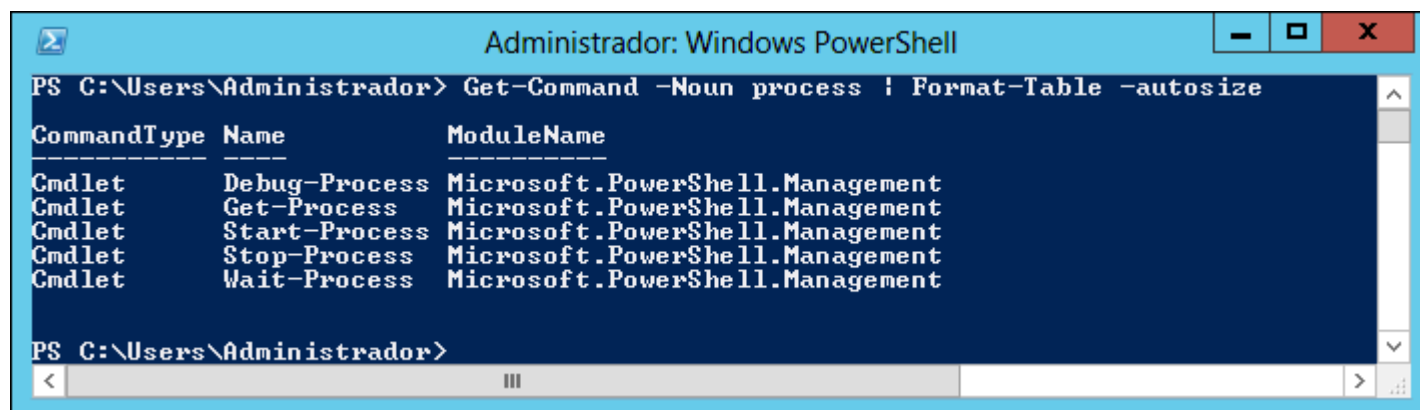 Administrador: Windows PowerShell
PS C:\Users\Administrador> Get-Command -Noun process | Format-Table -autosize
CommandType Name          ModuleName
----------- ----          ----------
Cmdlet      Debug-Process Microsoft.PowerShell.Management
Cmdlet      Get-Process   Microsoft.PowerShell.Management
Cmdlet      Start-Process Microsoft.PowerShell.Management
Cmdlet      Stop-Process  Microsoft.PowerShell.Management
Cmdlet      Wait-Process  Microsoft.PowerShell.Management
PS C:\Users\Administrador>